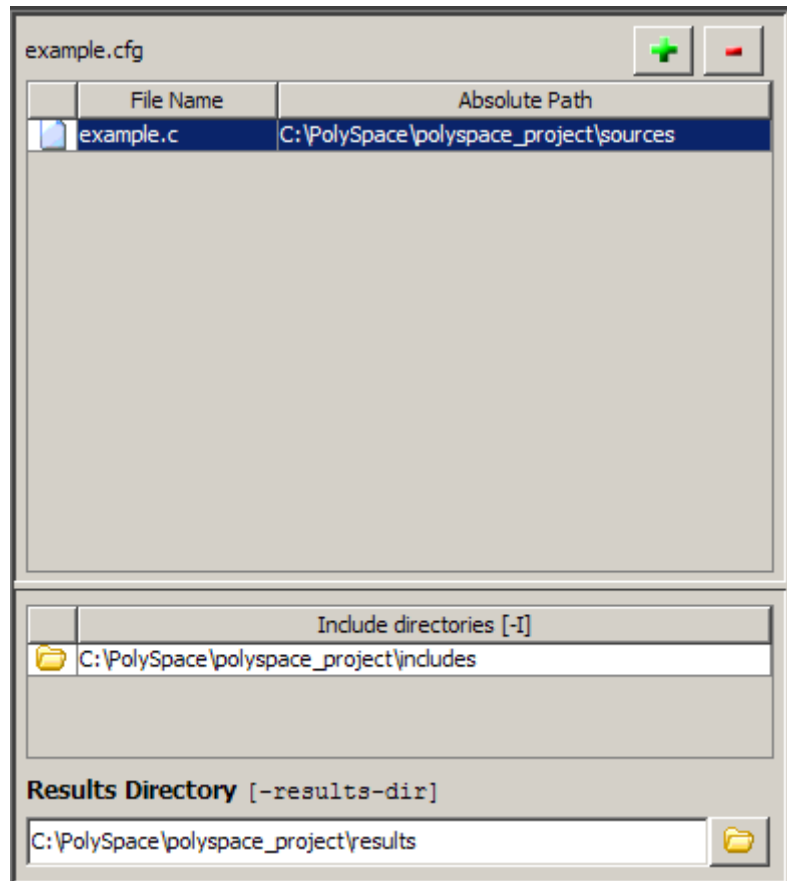 example.cfg
File Name Absolute Path
example.c C:\PolySpace\polyspace_project\sources
Include directories [-I]
C:\PolySpace\polyspace_project\includes
Results Directory [-results-dir]
C:\PolySpace\polyspace_project\results